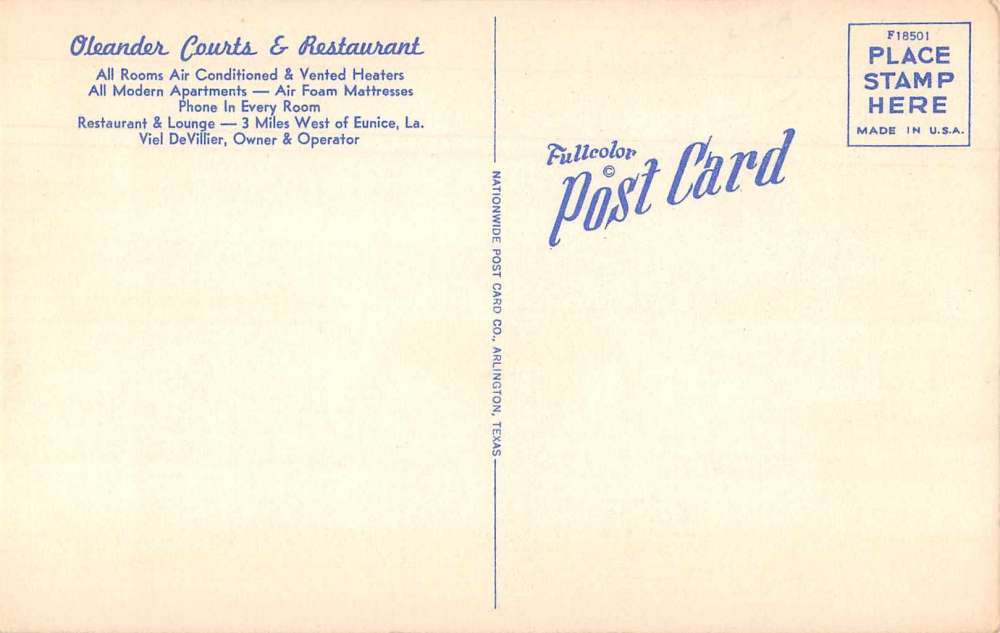 Oleander Courts & Restaurant
All Rooms Air Conditioned & Vented Heaters
All Modern Apartments — Air Foam Mattresses
Phone In Every Room
Restaurant & Lounge — 3 Miles West of Eunice, La.
Viel DeVillier, Owner & Operator
NATIONWIDE POST CARD CO., ARLINGTON, TEXAS
Fullcolor
©
Post Card
F18501
PLACE
STAMP
HERE
MADE IN U.S.A.